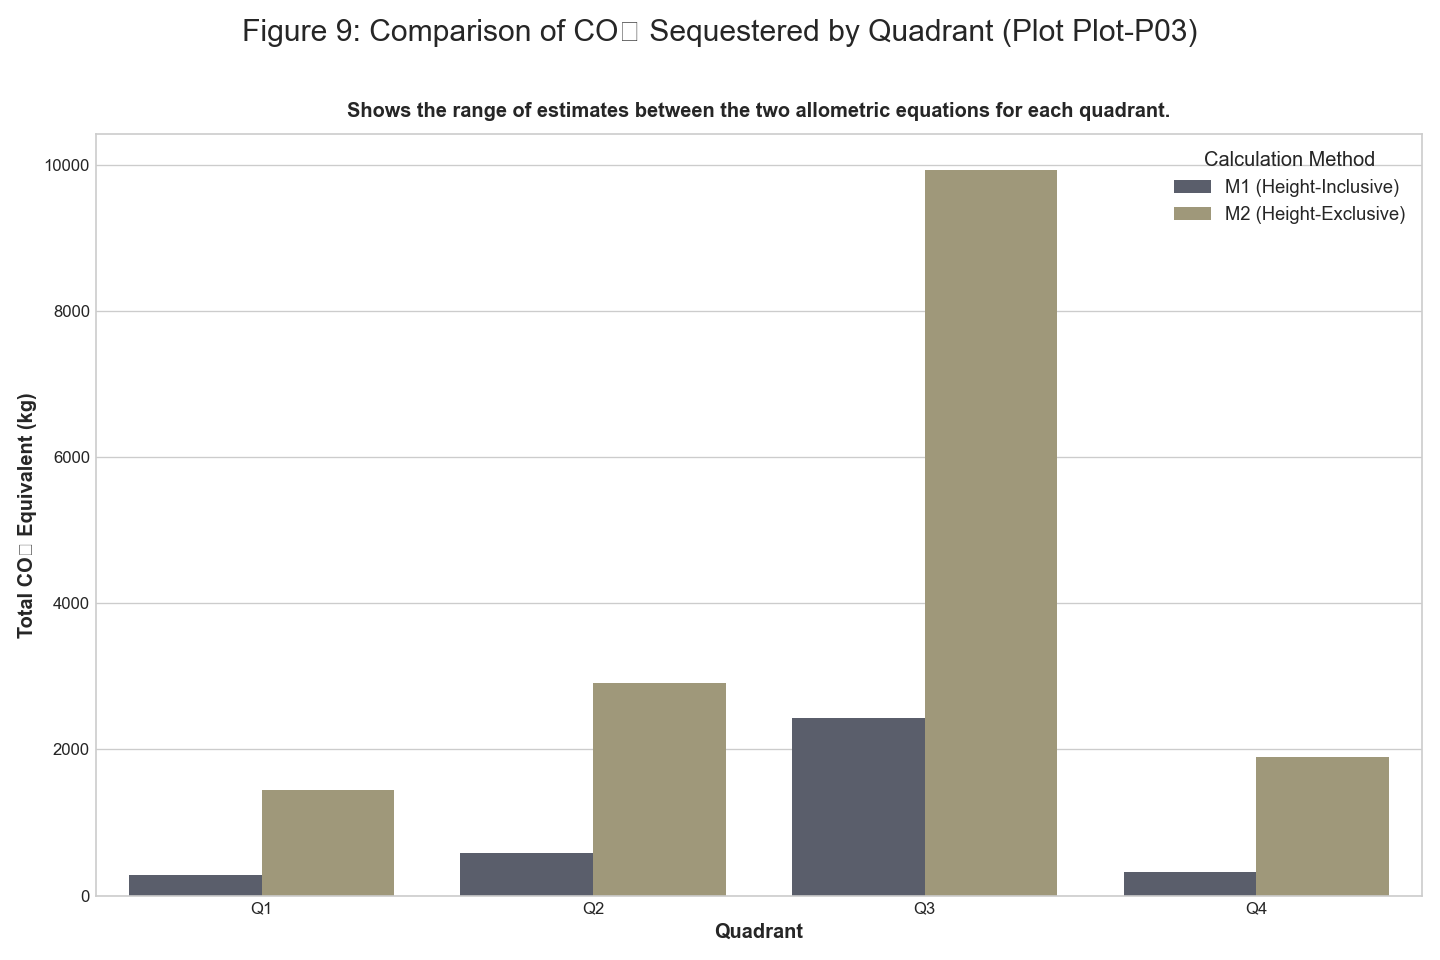 Figure 9: Comparison of CO□ Sequestered by Quadrant (Plot Plot-P03)
Shows the range of estimates between the two allometric equations for each quadrant.
Calculation Method
M1 (Height-Inclusive)
M2 (Height-Exclusive)
Total CO□ Equivalent (kg)
10000
8000
6000
4000
2000
0
Q1 Q2 Q3 Q4
Quadrant